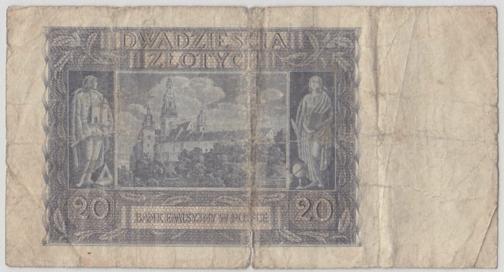 DWADZIEŚCIA
ZŁOTYCH
20 20
BANK EMISYJNY W POLSCE